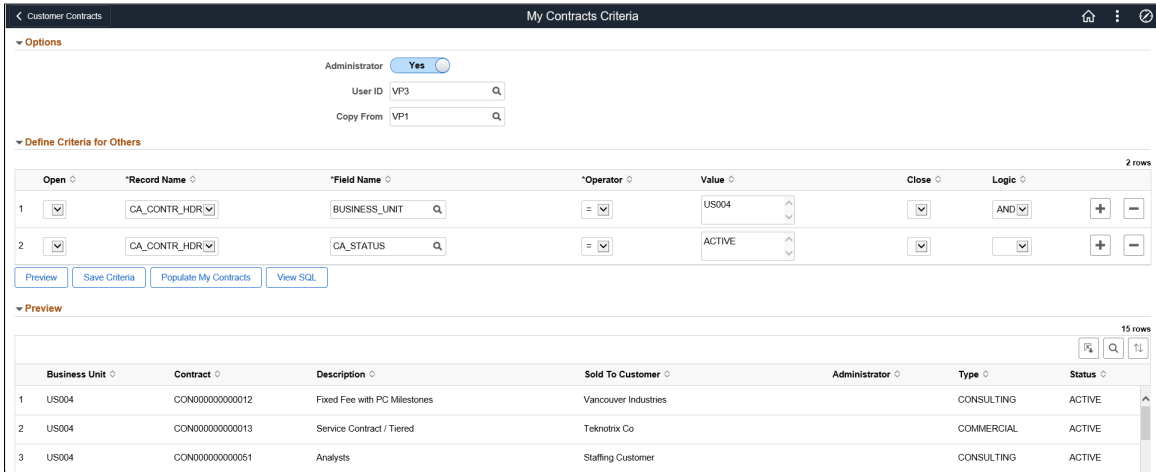 Customer Contracts
My Contracts Criteria
Options
Administrator Yes
User ID VP3
Copy From VP1
Define Criteria for Others
2 rows
Open *Record Name *Field Name *Operator Value Close Logic
1 CA_CONTR_HDR BUSINESS_UNIT = US004 AND
2 CA_CONTR_HDR CA_STATUS = ACTIVE
Preview Save Criteria Populate My Contracts View SQL
Preview
15 rows
Business Unit Contract Description Sold To Customer Administrator Type Status
1 US004 CON000000000012 Fixed Fee with PC Milestones Vancouver Industries CONSULTING ACTIVE
2 US004 CON000000000013 Service Contract / Tiered Teknotrix Co COMMERCIAL ACTIVE
3 US004 CON000000000051 Analysts Staffing Customer CONSULTING ACTIVE